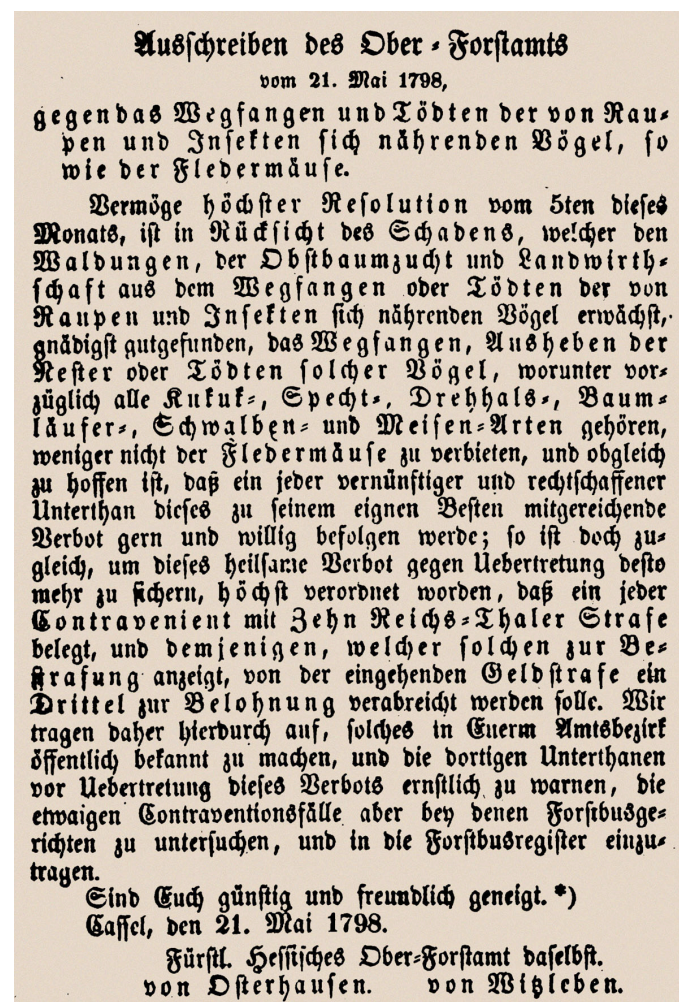 Ausschreiben des Ober-Forstamts
vom 21. Mai 1798,
gegen das Wegfangen und Tödten der von Rau-
pen und Insekten sich nährenden Vögel, so
wie der Fledermäuse.
Vermöge höchster Resolution vom 5ten dieses
Monats, ist in Rücksicht des Schadens, welcher den
Waldungen, der Obstbaumzucht und Landwirth-
schaft aus dem Wegfangen oder Tödten der von
Raupen und Insekten sich nährenden Vögel erwächst,
gnädigst gutgefunden, das Wegfangen, Ausheben der
Nester oder Tödten solcher Vögel, worunter vor-
züglich alle Kukuk-, Specht-, Drehhals-, Baum-
läufer-, Schwalben- und Meisen-Arten gehören,
weniger nicht der Fledermäuse zu verbieten, und obgleich
zu hoffen ist, daß ein jeder vernünftiger und rechtschaffener
Unterthan dieses zu seinem eignen Besten mitgereichende
Verbot gern und willig befolgen werde; so ist doch zu-
gleich, um dieses heilsame Verbot gegen Uebertretung desto
mehr zu sichern, höchst verordnet worden, daß ein jeder
Contravenient mit Zehn Reichs-Thaler Strafe
belegt, und demjenigen, welcher solchen zur Be-
strafung anzeigt, von der eingehenden Geldstrafe ein
Drittel zur Belohnung verabreicht werden solle. Wir
tragen daher hierdurch auf, solches in Euerm Amtsbezirk
öffentlich bekannt zu machen, und die dortigen Unterthanen
vor Uebertretung dieses Verbots ernstlich zu warnen, die
etwaigen Contraventionsfälle aber bey denen Forstbusge-
richten zu untersuchen, und in die Forstbusregister einzu-
tragen.
Sind Euch günstig und freundlich geneigt. *)
Cassel, den 21. Mai 1798.
Fürstl. Hessisches Ober-Forstamt daselbst.
von Osterhausen. von Witzleben.